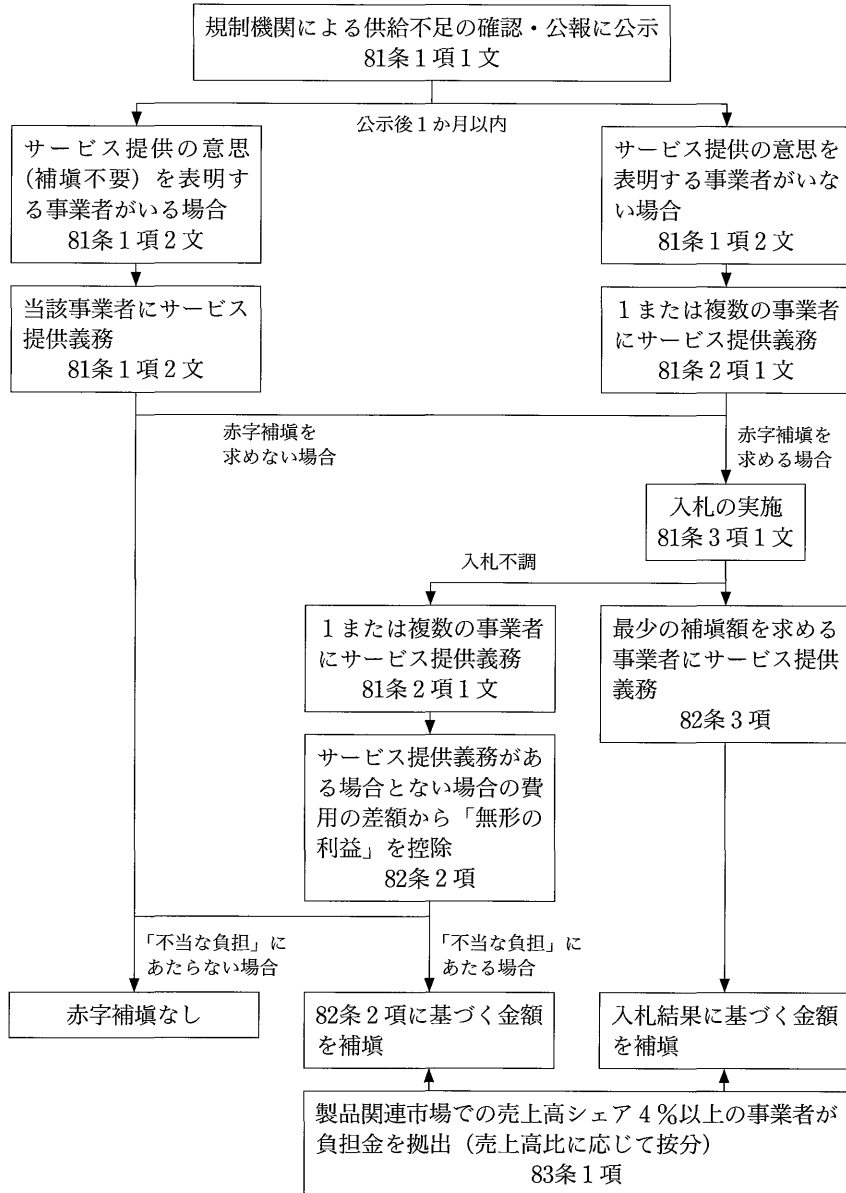 規制機関による供給不足の確認・公報に公示
81条1項1文
公示後1か月以内
サービス提供の意思
(補塡不要)を表明す
る事業者がいる場合
81条1項2文
サービス提供の意思を
表明する事業者がいな
い場合
81条1項2文
当該事業者にサービス
提供義務
81条1項2文
1または複数の事業者
にサービス提供義務
81条2項1文
赤字補塡を
求めない場合
赤字補塡を
求める場合
入札の実施
81条3項1文
入札不調
1または複数の事業者
にサービス提供義務
81条2項1文
最少の補塡額を求める
事業者にサービス提供
義務
82条3項
サービス提供義務があ
る場合とない場合の費
用の差額から「無形の
利益」を控除
82条2項
「不当な負担」に
あたらない場合
「不当な負担」に
あたる場合
赤字補塡なし
82条2項に基づく金額
を補塡
入札結果に基づく金額
を補塡
製品関連市場での売上高シェア4%以上の事業者が
負担金を拠出(売上高比に応じて按分)
83条1項